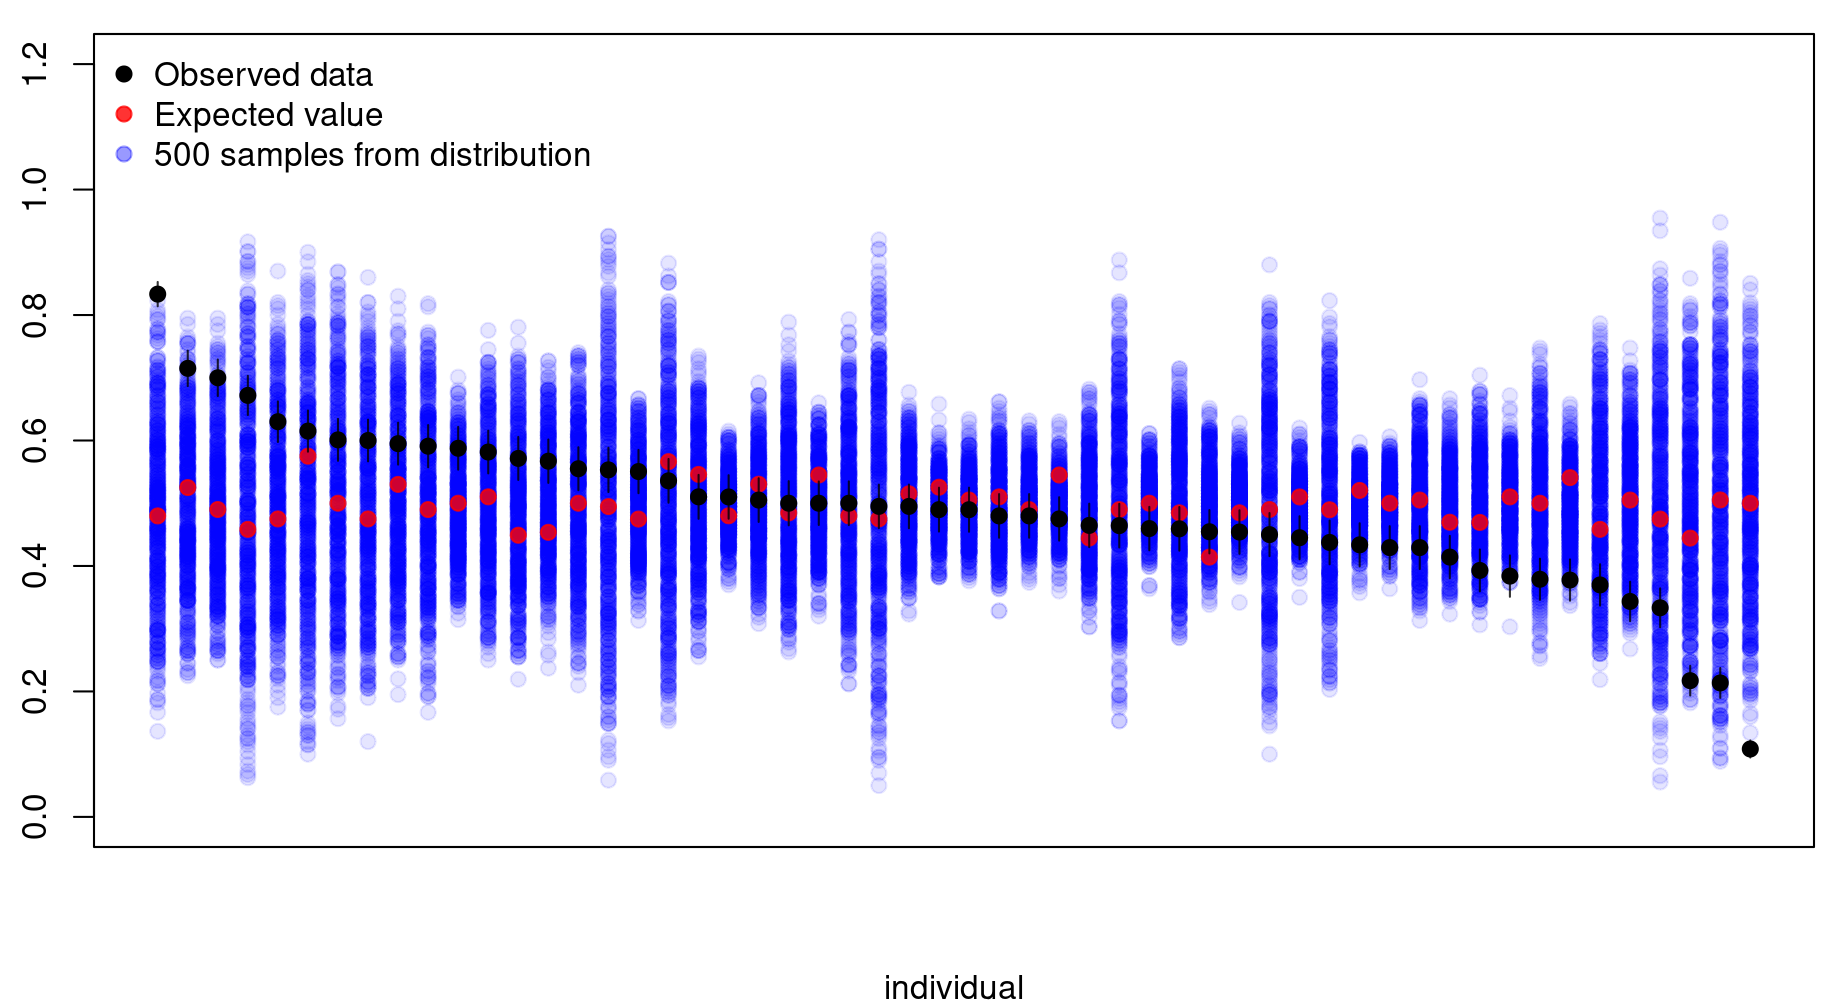 1.2
1.0
0.8
0.6
0.4
0.2
0.0
Observed data
Expected value
500 samples from distribution
individual